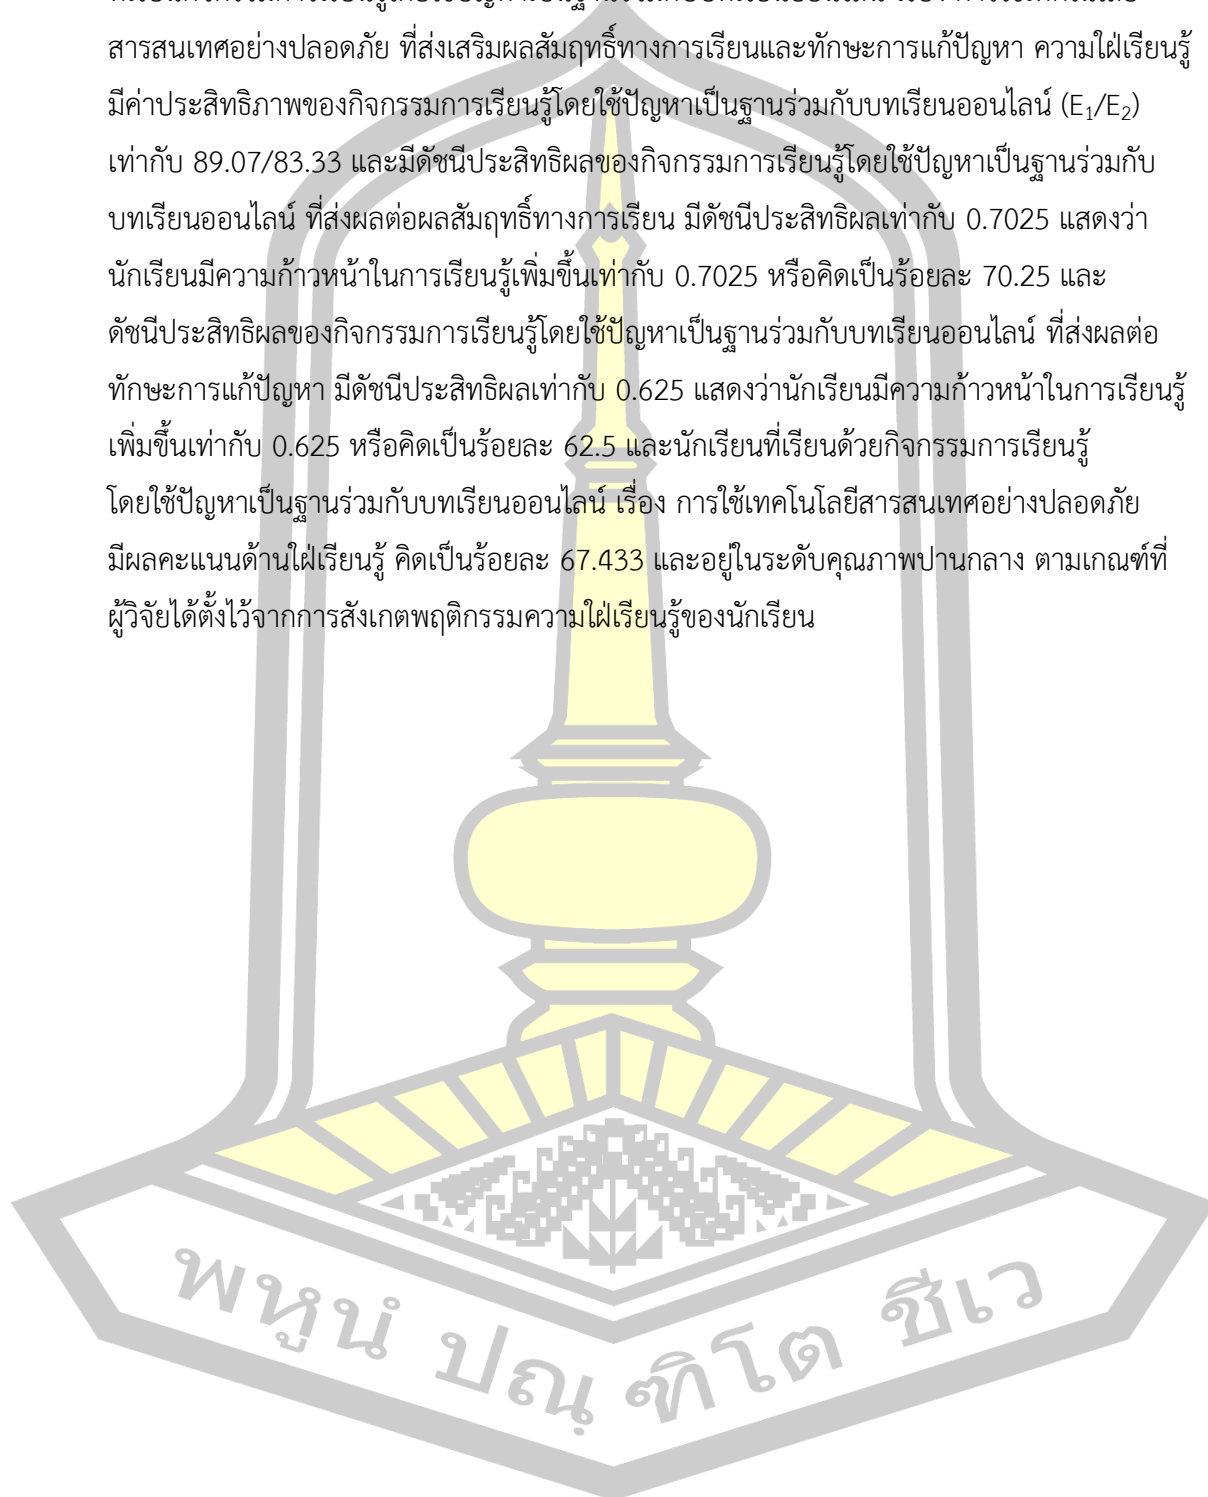 สารสนเทศอย่างปลอดภัย ที่ส่งเสริมผลสัมฤทธิ์ทางการเรียนและทักษะการแก้ปัญหา ความใฝ่เรียนรู้
มีค่าประสิทธิภาพของกิจกรรมการเรียนรู้โดยใช้ปัญหาเป็นฐานร่วมกับบทเรียนออนไลน์ (E₁/E₂)
เท่ากับ 89.07/83.33 และมีดัชนีประสิทธิผลของกิจกรรมการเรียนรู้โดยใช้ปัญหาเป็นฐานร่วมกับ
บทเรียนออนไลน์ ที่ส่งผลต่อผลสัมฤทธิ์ทางการเรียน มีดัชนีประสิทธิผลเท่ากับ 0.7025 แสดงว่า
นักเรียนมีความก้าวหน้าในการเรียนรู้เพิ่มขึ้นเท่ากับ 0.7025 หรือคิดเป็นร้อยละ 70.25 และ
ดัชนีประสิทธิผลของกิจกรรมการเรียนรู้โดยใช้ปัญหาเป็นฐานร่วมกับบทเรียนออนไลน์ ที่ส่งผลต่อ
ทักษะการแก้ปัญหา มีดัชนีประสิทธิผลเท่ากับ 0.625 แสดงว่านักเรียนมีความก้าวหน้าในการเรียนรู้
เพิ่มขึ้นเท่ากับ 0.625 หรือคิดเป็นร้อยละ 62.5 และนักเรียนที่เรียนด้วยกิจกรรมการเรียนรู้
โดยใช้ปัญหาเป็นฐานร่วมกับบทเรียนออนไลน์ เรื่อง การใช้เทคโนโลยีสารสนเทศอย่างปลอดภัย
มีผลคะแนนด้านใฝ่เรียนรู้ คิดเป็นร้อยละ 67.433 และอยู่ในระดับคุณภาพปานกลาง ตามเกณฑ์ที่
ผู้วิจัยได้ตั้งไว้จากการสังเกตพฤติกรรมความใฝ่เรียนรู้ของนักเรียน
พหูนํ ปณฺฑิโต ชีเว